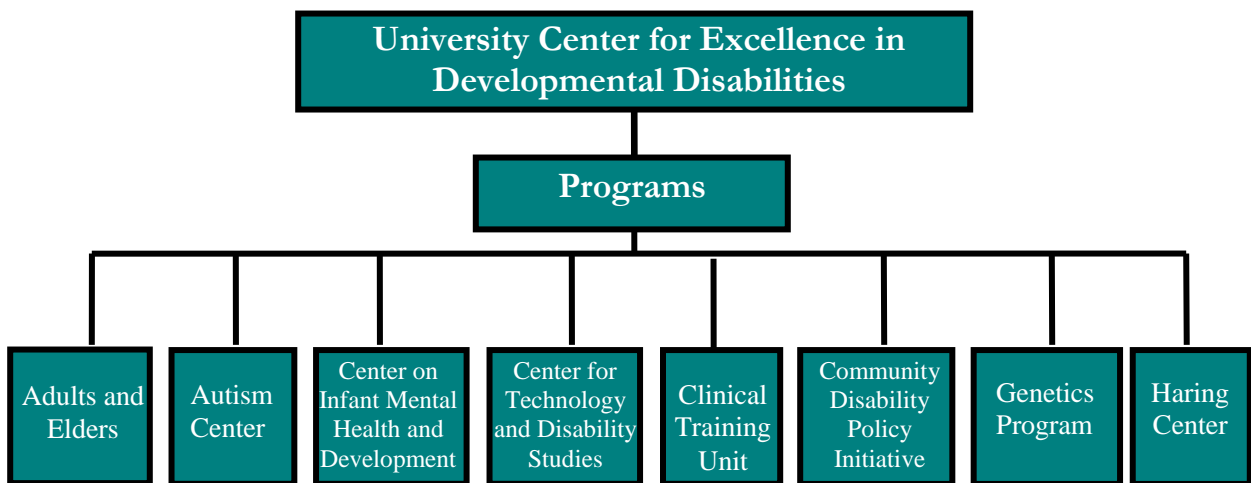 University Center for Excellence in
Developmental Disabilities
Programs
Adults and
Elders
Autism
Center
Center on
Infant Mental
Health and
Development
Center for
Technology
and Disability
Studies
Clinical
Training
Unit
Community
Disability
Policy
Initiative
Genetics
Program
Haring
Center